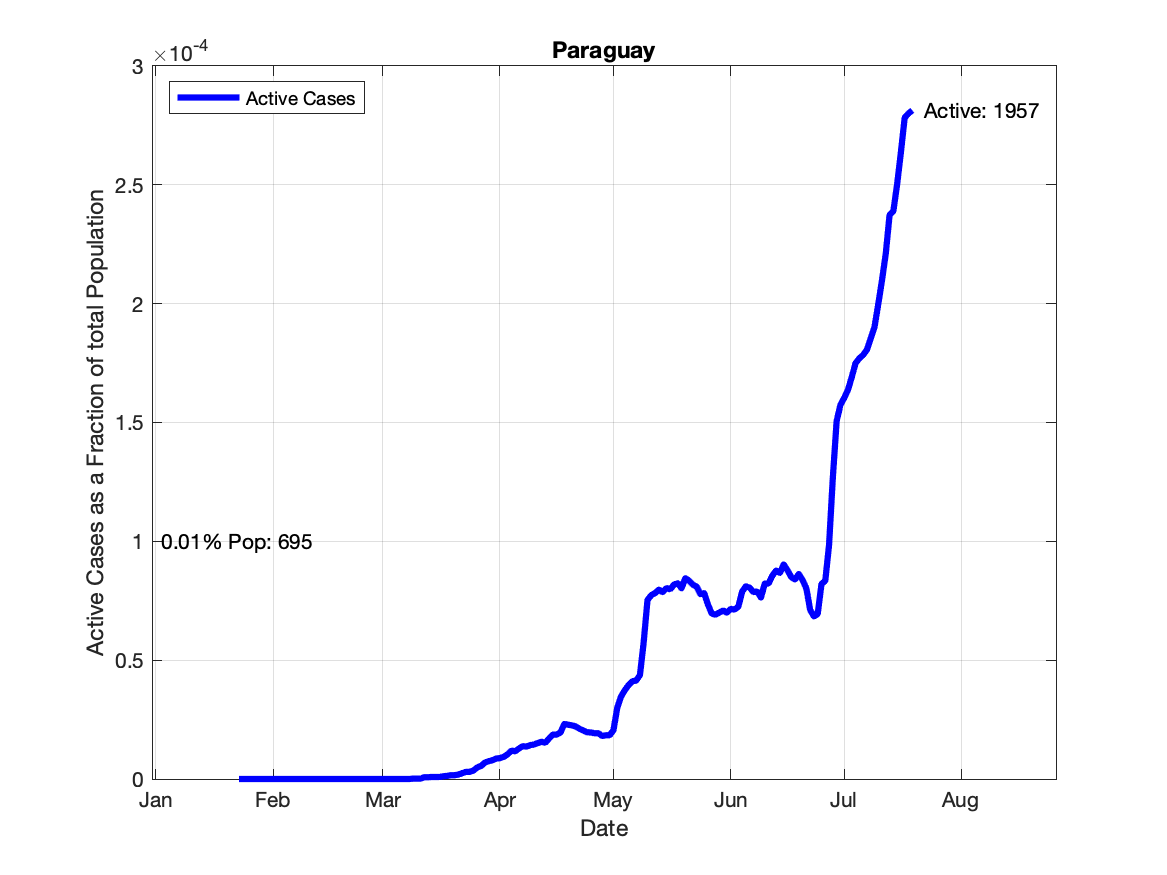 Paraguay
×10-4
3
2.5
2
1.5
1
0.5
0
Active Cases as a Fraction of total Population
Active Cases
Active: 1957
0.01% Pop: 695
Jan Feb Mar Apr May Jun Jul Aug
Date